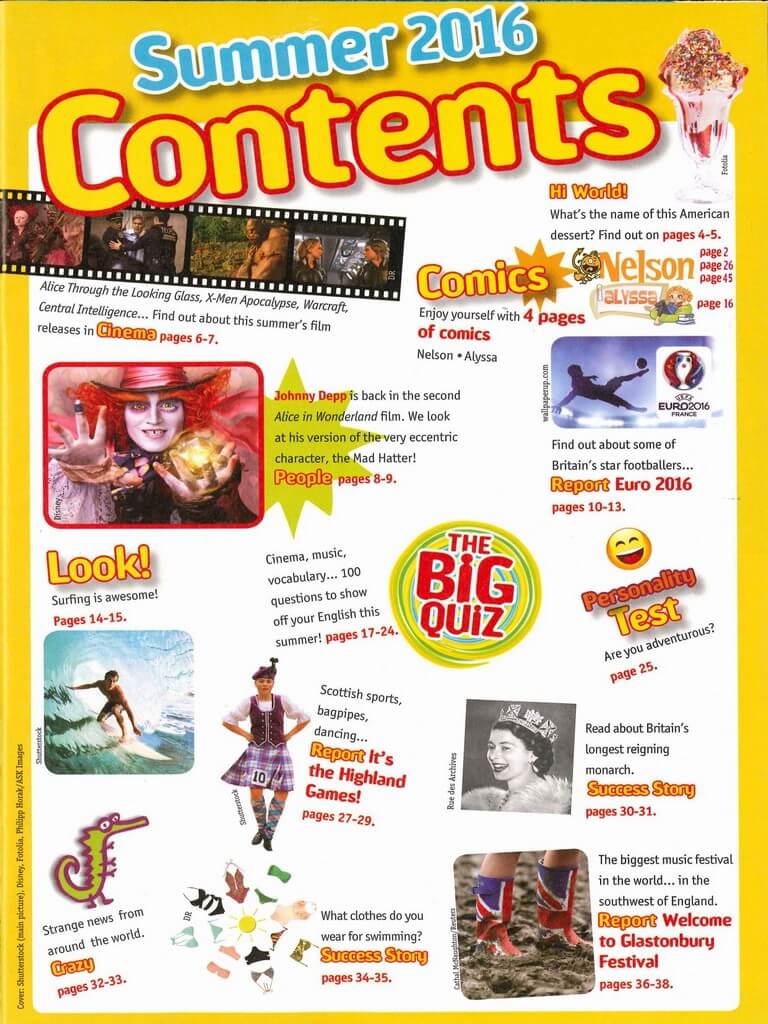 Summer 2016
Contents
Fotolia
Hi World!
What's the name of this American
dessert? Find out on pages 4-5.
DR
Alice Through the Looking Glass, X-Men Apocalypse, Warcraft,
Central Intelligence... Find out about this summer's film
releases in Cinema pages 6-7.
Comics
Enjoy yourself with 4 pages
of comics
Nelson • Alyssa
Nelson
page 2
page 26
page 45
ALYSSA
page 16
Disney
Johnny Depp is back in the second
Alice in Wonderland film. We look
at his version of the very eccentric
character, the Mad Hatter!
People pages 8-9.
wallpaperup.com
UEFA
EURO2016
FRANCE
Find out about some of
Britain's star footballers...
Report Euro 2016
pages 10-13.
Look!
Surfing is awesome!
Pages 14-15.
Shutterstock
Cinema, music,
vocabulary... 100
questions to show
off your English this
summer! pages 17-24.
THE
BIG
QUIZ
Personality
Test
Are you adventurous?
page 25.
10
Shutterstock
Scottish sports,
bagpipes,
dancing...
Report It's
the Highland
Games!
pages 27-29.
Rue des Archives
Read about Britain's
longest reigning
monarch.
Success Story
pages 30-31.
Strange news from
around the world.
Crazy
pages 32-33.
DR
What clothes do you
wear for swimming?
Success Story
pages 34-35.
Cathal McNaughton/Reuters
The biggest music festival
in the world... in the
southwest of England.
Report Welcome
to Glastonbury
Festival
pages 36-38.
Cover: Shutterstock (main picture), Disney, Fotolia, Philipp Horak/ASK Images